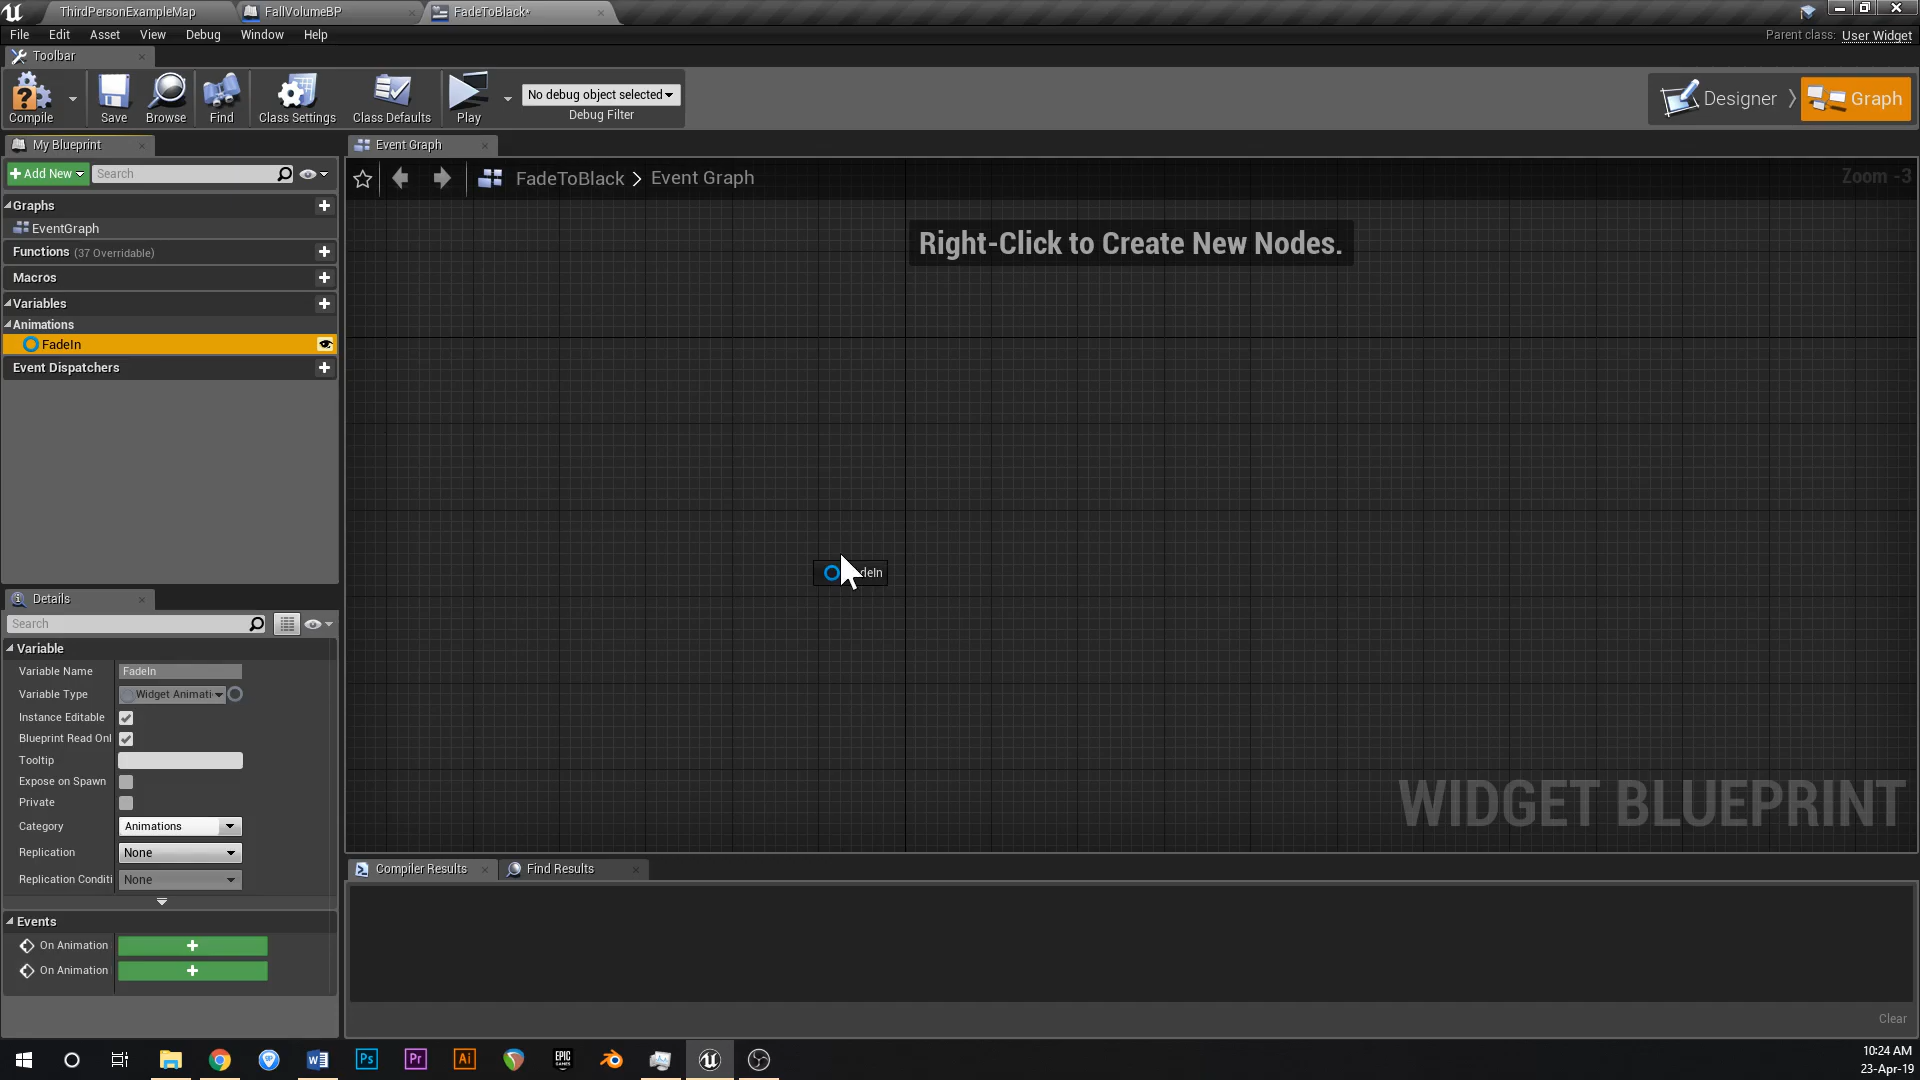 ThirdPersonExampleMap
FallVolumeBP
FadeToBlack*
File Edit Asset View Debug Window Help
Parent class: User Widget
Toolbar
Compile
Save
Browse
Find
Class Settings
Class Defaults
Play
No debug object selected
Debug Filter
Designer
Graph
My Blueprint
Add New
Search
Graphs
EventGraph
Functions (37 Overridable)
Macros
Variables
Animations
FadeIn
Event Dispatchers
Event Graph
FadeToBlack > Event Graph
Zoom -3
Right-Click to Create New Nodes.
deIn
WIDGET BLUEPRINT
Details
Search
Variable
Variable Name FadeIn
Variable Type Widget Animati
Instance Editable
Blueprint Read Onl
Tooltip
Expose on Spawn
Private
Category Animations
Replication None
Replication Conditi None
Events
On Animation
On Animation
Compiler Results
Find Results
Clear
Ps
Pr
Ai
EPIC
GAMES
10:24 AM
23-Apr-19